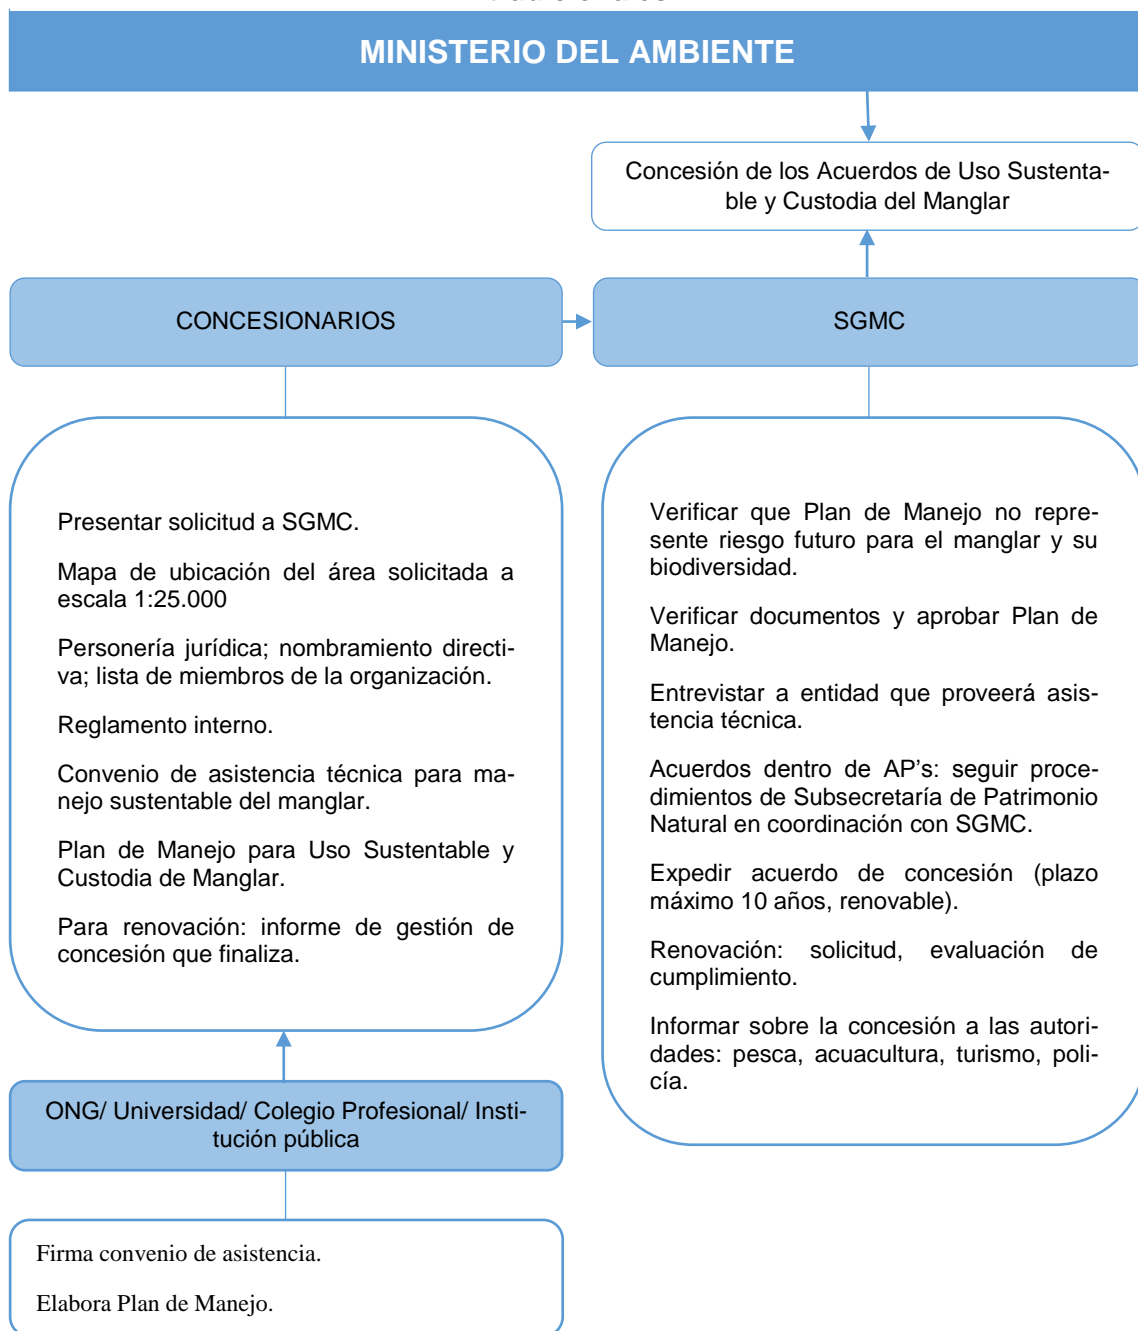 MINISTERIO DEL AMBIENTE
Concesión de los Acuerdos de Uso Sustenta-
ble y Custodia del Manglar
CONCESIONARIOS
SGMC
Presentar solicitud a SGMC.
Mapa de ubicación del área solicitada a
escala 1:25.000
Personería jurídica; nombramiento directi-
va; lista de miembros de la organización.
Reglamento interno.
Convenio de asistencia técnica para ma-
nejo sustentable del manglar.
Plan de Manejo para Uso Sustentable y
Custodia de Manglar.
Para renovación: informe de gestión de
concesión que finaliza.
Verificar que Plan de Manejo no repre-
sente riesgo futuro para el manglar y su
biodiversidad.
Verificar documentos y aprobar Plan de
Manejo.
Entrevistar a entidad que proveerá asis-
tencia técnica.
Acuerdos dentro de AP's: seguir proce-
dimientos de Subsecretaría de Patrimonio
Natural en coordinación con SGMC.
Expedir acuerdo de concesión (plazo
máximo 10 años, renovable).
Renovación: solicitud, evaluación de
cumplimiento.
Informar sobre la concesión a las autori-
dades: pesca, acuacultura, turismo, poli-
cía.
ONG/ Universidad/ Colegio Profesional/ Insti-
tución pública
Firma convenio de asistencia.
Elabora Plan de Manejo.